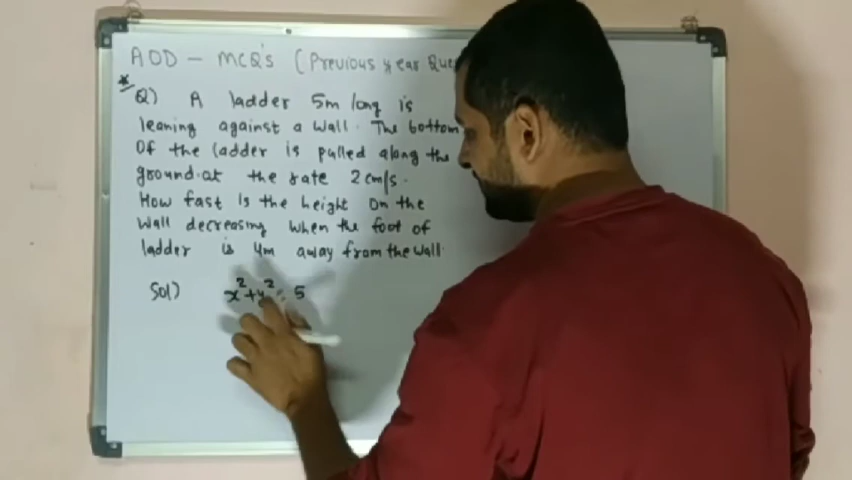 AOD - MCQ's (Previous year
*
Q) A ladder 5m long is
leaning against a wall. The bottom
Of the ladder is pulled along the
ground.at the rate 2cm/s.
How fast is the height on the
Wall decreasing when the foot of
ladder is 4m away from the wall.
Sol) x²+y²= 5